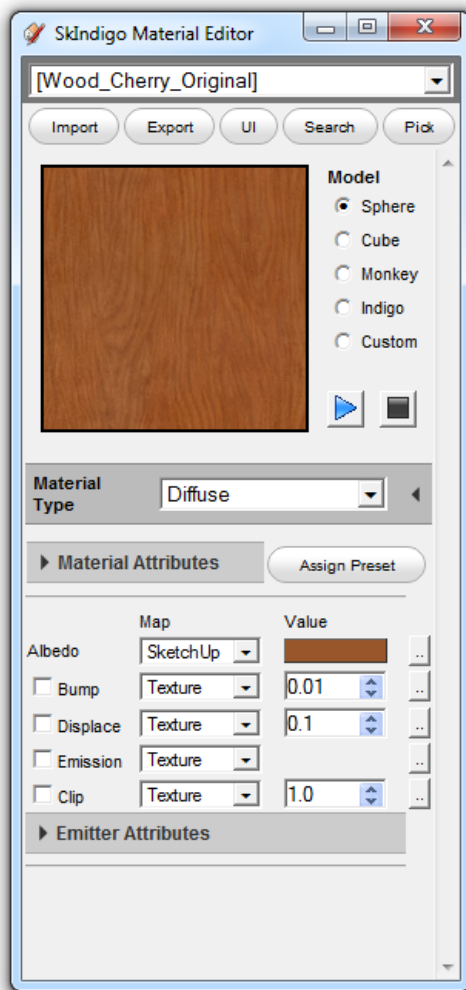 SkIndigo Material Editor
[Wood_Cherry_Original]
Import Export UI Search Pick
Model
Sphere
Cube
Monkey
Indigo
Custom
Material
Type
Diffuse
Material Attributes
Assign Preset
Map Value
Albedo SketchUp ..
Bump Texture 0.01 ..
Displace Texture 0.1 ..
Emission Texture ..
Clip Texture 1.0 ..
Emitter Attributes